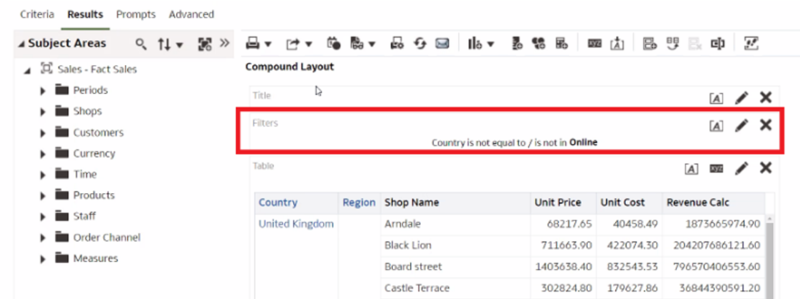 Criteria Results Prompts Advanced
Subject Areas
Compound Layout
Sales - Fact Sales
Periods
Shops
Customers
Currency
Time
Products
Staff
Order Channel
Measures
Title
Filters
Country is not equal to / is not in Online
Table
Country Region Shop Name Unit Price Unit Cost Revenue Calc
United Kingdom Arndale 68217.65 40458.49 1873665974.90
Black Lion 711663.90 422074.30 204207686121.60
Board street 1403638.40 832543.53 796570406553.60
Castle Terrace 302824.80 179627.86 36844390591.20